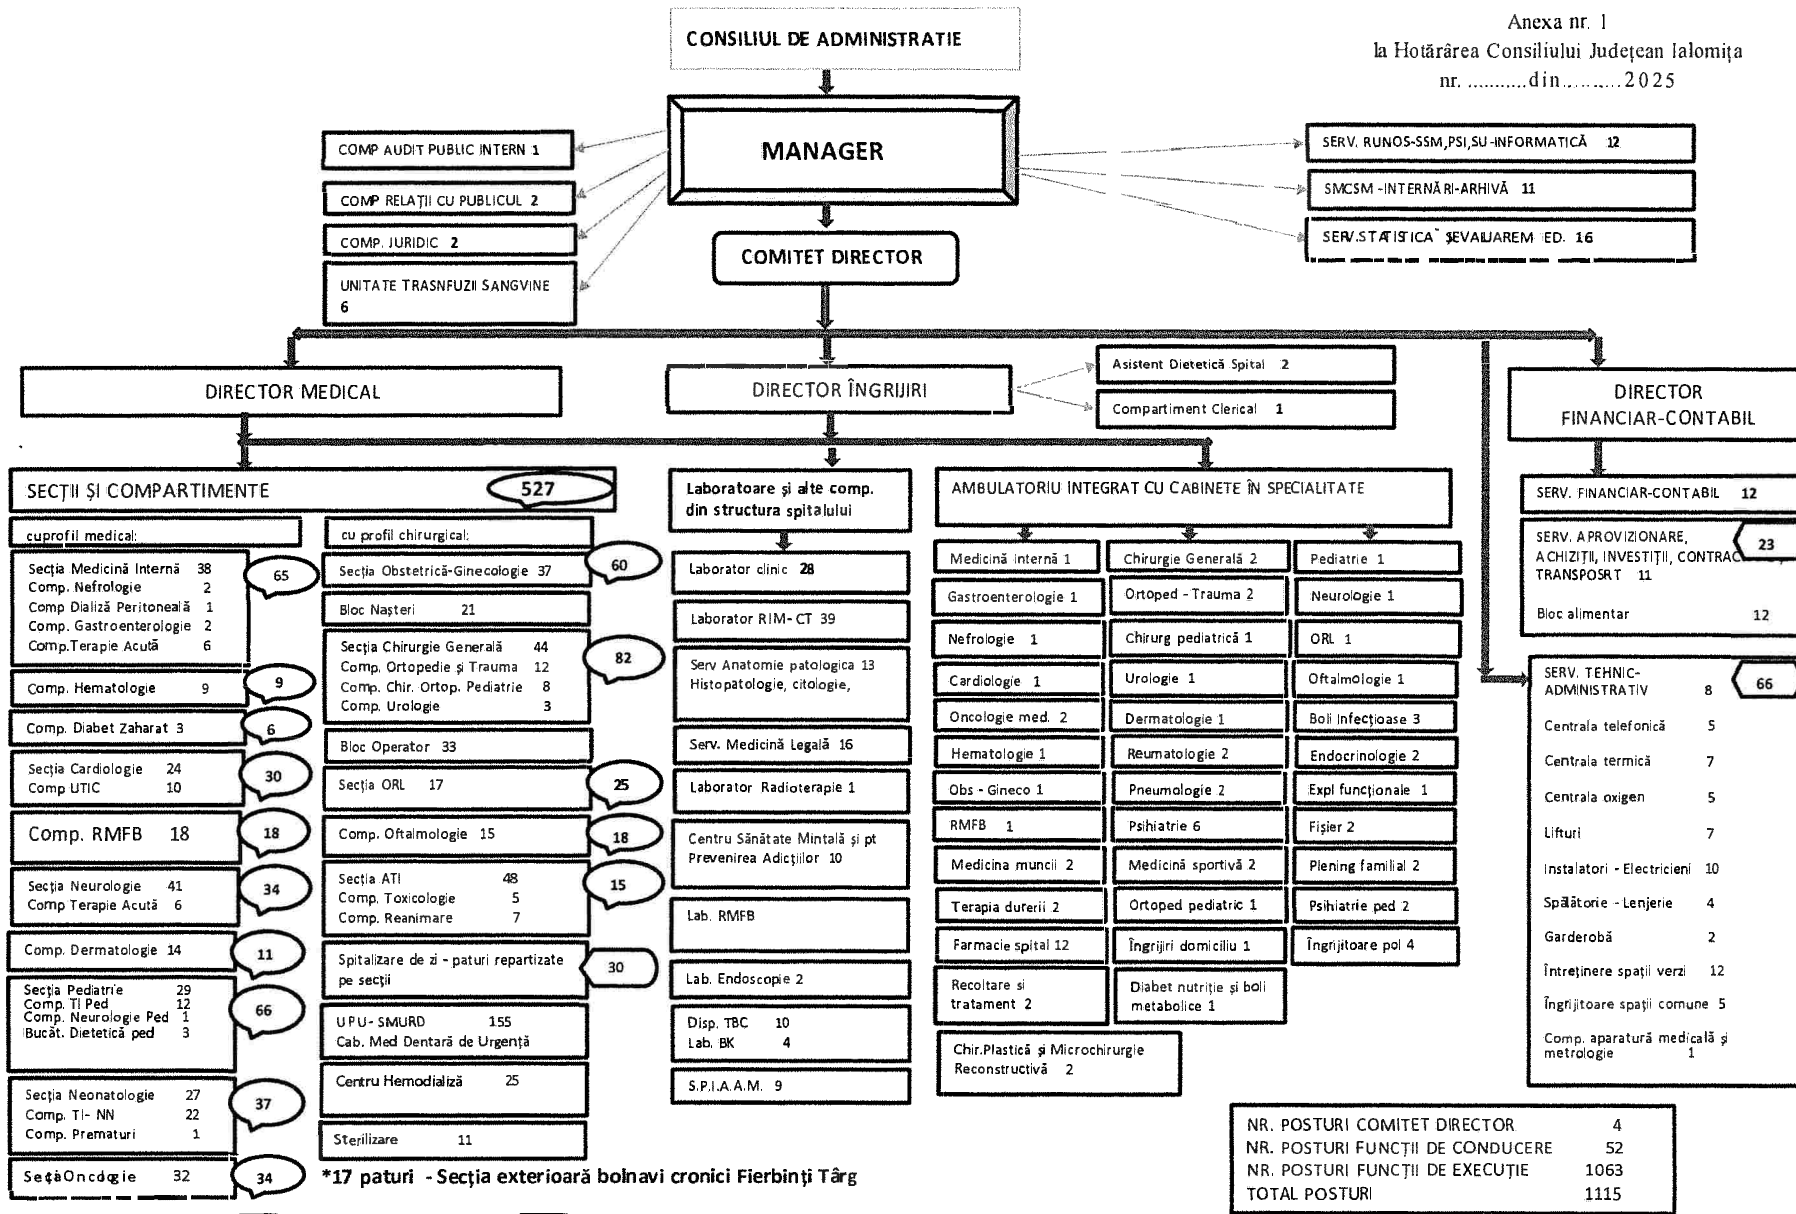 Anexa nr. 1
la Hotărârea Consiliului Județean Ialomița
nr. ...........din.........2025
CONSILIUL DE ADMINISTRATIE
MANAGER
COMITET DIRECTOR
COMP AUDIT PUBLIC INTERN 1
COMP RELAȚII CU PUBLICUL 2
COMP. JURIDIC 2
UNITATE TRASNFUZII SANGVINE
6
SERV. RUNOS-SSM,PSI,SU-INFORMATICĂ 12
SMCSM -INTERNĂRI-ARHIVĂ 11
SERV.STATISTICA ȘEVALUAREM ED. 16
DIRECTOR MEDICAL
DIRECTOR ÎNGRIJIRI
Asistent Dietetică Spital 2
Compartiment Clerical 1
DIRECTOR
FINANCIAR-CONTABIL
SECȚII ȘI COMPARTIMENTE 527
cuprofil medical:
Secția Medicină Internă 38
Comp. Nefrologie 2
Comp Dializă Peritoneală 1
Comp. Gastroenterologie 2
Comp.Terapie Acută 6
65
Comp. Hematologie 9
9
Comp. Diabet Zaharat 3
6
Secția Cardiologie 24
Comp UTIC 10
30
Comp. RMFB 18
18
Secția Neurologie 41
Comp Terapie Acută 6
34
Comp. Dermatologie 14
11
Secția Pediatrie 29
Comp. TI Ped 12
Comp. Neurologie Ped 1
Bucăt. Dietetică ped 3
66
Secția Neonatologie 27
Comp. TI- NN 22
Comp. Prematuri 1
37
Secția Oncologie 32
34
cu profil chirurgical:
Secția Obstetrică-Ginecologie 37
60
Bloc Nașteri 21
Secția Chirurgie Generală 44
Comp. Ortopedie și Trauma 12
Comp. Chir. Ortop. Pediatrie 8
Comp. Urologie 3
82
Bloc Operator 33
Secția ORL 17
25
Comp. Oftalmologie 15
18
Secția ATI 48
Comp. Toxicologie 5
Comp. Reanimare 7
15
Spitalizare de zi - paturi repartizate
pe secții
30
UPU- SMURD 155
Cab. Med Dentară de Urgență
Centru Hemodializă 25
Sterilizare 11
*17 paturi - Secția exterioară bolnavi cronici Fierbinți Târg
Laboratoare și alte comp.
din structura spitalului
Laborator clinic 28
Laborator RIM- CT 39
Serv Anatomie patologica 13
Histopatologie, citologie,
Serv. Medicină Legală 16
Laborator Radioterapie 1
Centru Sănătate Mintală și pt
Prevenirea Adicțiilor 10
Lab. RMFB
Lab. Endoscopie 2
Disp. TBC 10
Lab. BK 4
S.P.I.A.A.M. 9
AMBULATORIU INTEGRAT CU CABINETE ÎN SPECIALITATE
Medicină internă 1
Gastroenterologie 1
Nefrologie 1
Cardiologie 1
Oncologie med. 2
Hematologie 1
Obs - Gineco 1
RMFB 1
Medicina muncii 2
Terapia durerii 2
Farmacie spital 12
Recoltare si
tratament 2
Chir.Plastică și Microchirurgie
Reconstructivă 2
Chirurgie Generală 2
Ortoped - Trauma 2
Chirurg pediatrică 1
Urologie 1
Dermatologie 1
Reumatologie 2
Pneumologie 2
Psihiatrie 6
Medicină sportivă 2
Ortoped pediatric 1
Îngrijiri domiciliu 1
Diabet nutriție și boli
metabolice 1
Pediatrie 1
Neurologie 1
ORL 1
Oftalmologie 1
Boli Infecțioase 3
Endocrinologie 2
Expl funcționale 1
Fișier 2
Plening familial 2
Psihiatrie ped 2
Îngrijitoare pol 4
SERV. FINANCIAR-CONTABIL 12
SERV. APROVIZIONARE,
ACHIZIȚII, INVESTIȚII, CONTRAC
TRANSPOSRT 11
Bloc alimentar 12
23
SERV. TEHNIC-
ADMINISTRATIV 8
66
Centrala telefonică 5
Centrala termică 7
Centrala oxigen 5
Lifturi 7
Instalatori - Electricieni 10
Spălătorie - Lenjerie 4
Garderobă 2
Întreținere spații verzi 12
Îngrijitoare spații comune 5
Comp. aparatură medicală și
metrologie 1
NR. POSTURI COMITET DIRECTOR 4
NR. POSTURI FUNCȚII DE CONDUCERE 52
NR. POSTURI FUNCȚII DE EXECUȚIE 1063
TOTAL POSTURI 1115